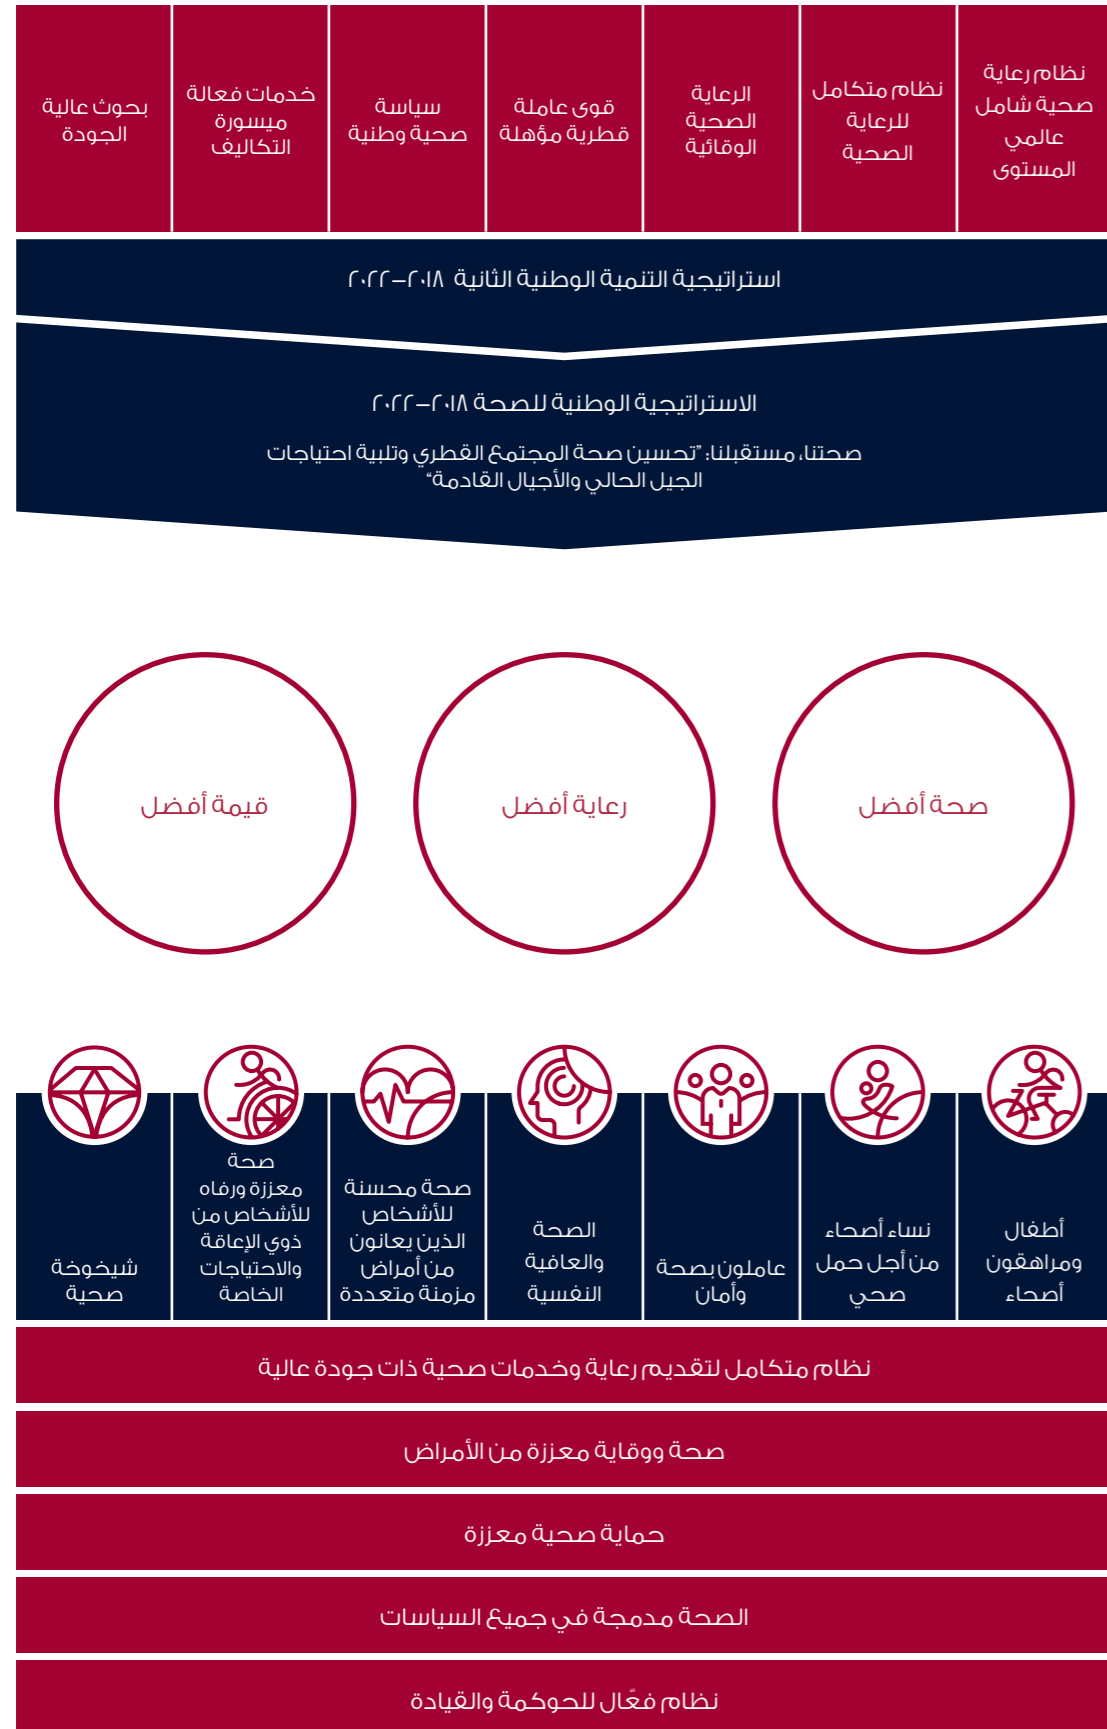 نظام رعاية
صحية شامل
عالمي
المستوى
نظام متكامل
للرعاية
الصحية
الرعاية
الصحية
الوقائية
قوى عاملة
قطرية مؤهلة
سياسة
صحية وطنية
خدمات فعالة
ميسورة
التكاليف
بحوث عالية
الجودة
استراتيجية التنمية الوطنية الثانية ٢٠١٨–٢٠٢٢
الاستراتيجية الوطنية للصحة ٢٠١٨–٢٠٢٢
صحتنا، مستقبلنا: "تحسين صحة المجتمع القطري وتلبية احتياجات
الجيل الحالي والأجيال القادمة“
صحة أفضل
رعاية أفضل
قيمة أفضل
أطفال
ومراهقون
أصحاء
نساء أصحاء
من أجل حمل
صحي
عاملون بصحة
وأمان
الصحة
والعافية
النفسية
صحة محسنة
للأشخاص
الذين يعانون
من أمراض
مزمنة متعددة
صحة
معززة ورفاه
للأشخاص من
ذوي الإعاقة
والاحتياجات
الخاصة
شيخوخة
صحية
نظام متكامل لتقديم رعاية وخدمات صحية ذات جودة عالية
صحة ووقاية معززة من الأمراض
حماية صحية معززة
الصحة مدمجة في جميع السياسات
نظام فعّال للحوكمة والقيادة